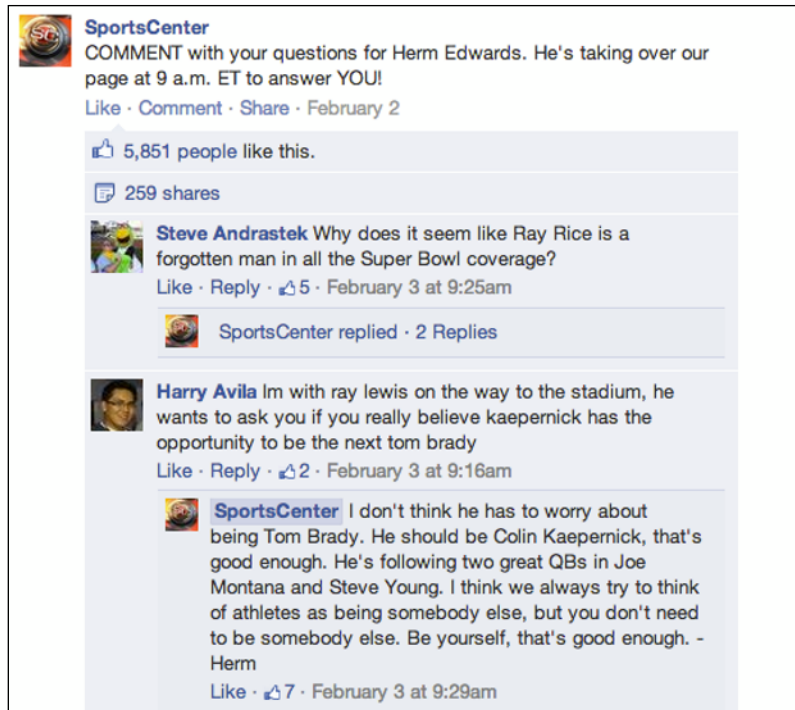 SportsCenter
COMMENT with your questions for Herm Edwards. He's taking over our
page at 9 a.m. ET to answer YOU!
Like · Comment · Share · February 2
5,851 people like this.
259 shares
Steve Andrastek Why does it seem like Ray Rice is a
forgotten man in all the Super Bowl coverage?
Like · Reply · 5 · February 3 at 9:25am
SportsCenter replied · 2 Replies
Harry Avila Im with ray lewis on the way to the stadium, he
wants to ask you if you really believe kaepernick has the
opportunity to be the next tom brady
Like · Reply · 2 · February 3 at 9:16am
SportsCenter I don't think he has to worry about
being Tom Brady. He should be Colin Kaepernick, that's
good enough. He's following two great QBs in Joe
Montana and Steve Young. I think we always try to think
of athletes as being somebody else, but you don't need
to be somebody else. Be yourself, that's good enough. -
Herm
Like · 7 · February 3 at 9:29am